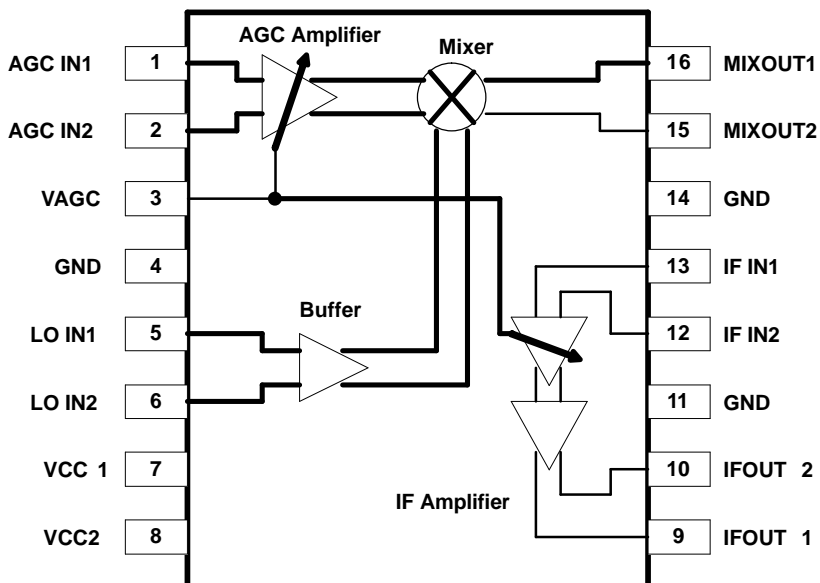 AGC Amplifier
Mixer
AGC IN1 1 16 MIXOUT1
AGC IN2 2 15 MIXOUT2
VAGC 3 14 GND
GND 4 13 IF IN1
Buffer
LO IN1 5 12 IF IN2
LO IN2 6 11 GND
VCC 1 7 10 IFOUT 2
IF Amplifier
VCC2 8 9 IFOUT 1